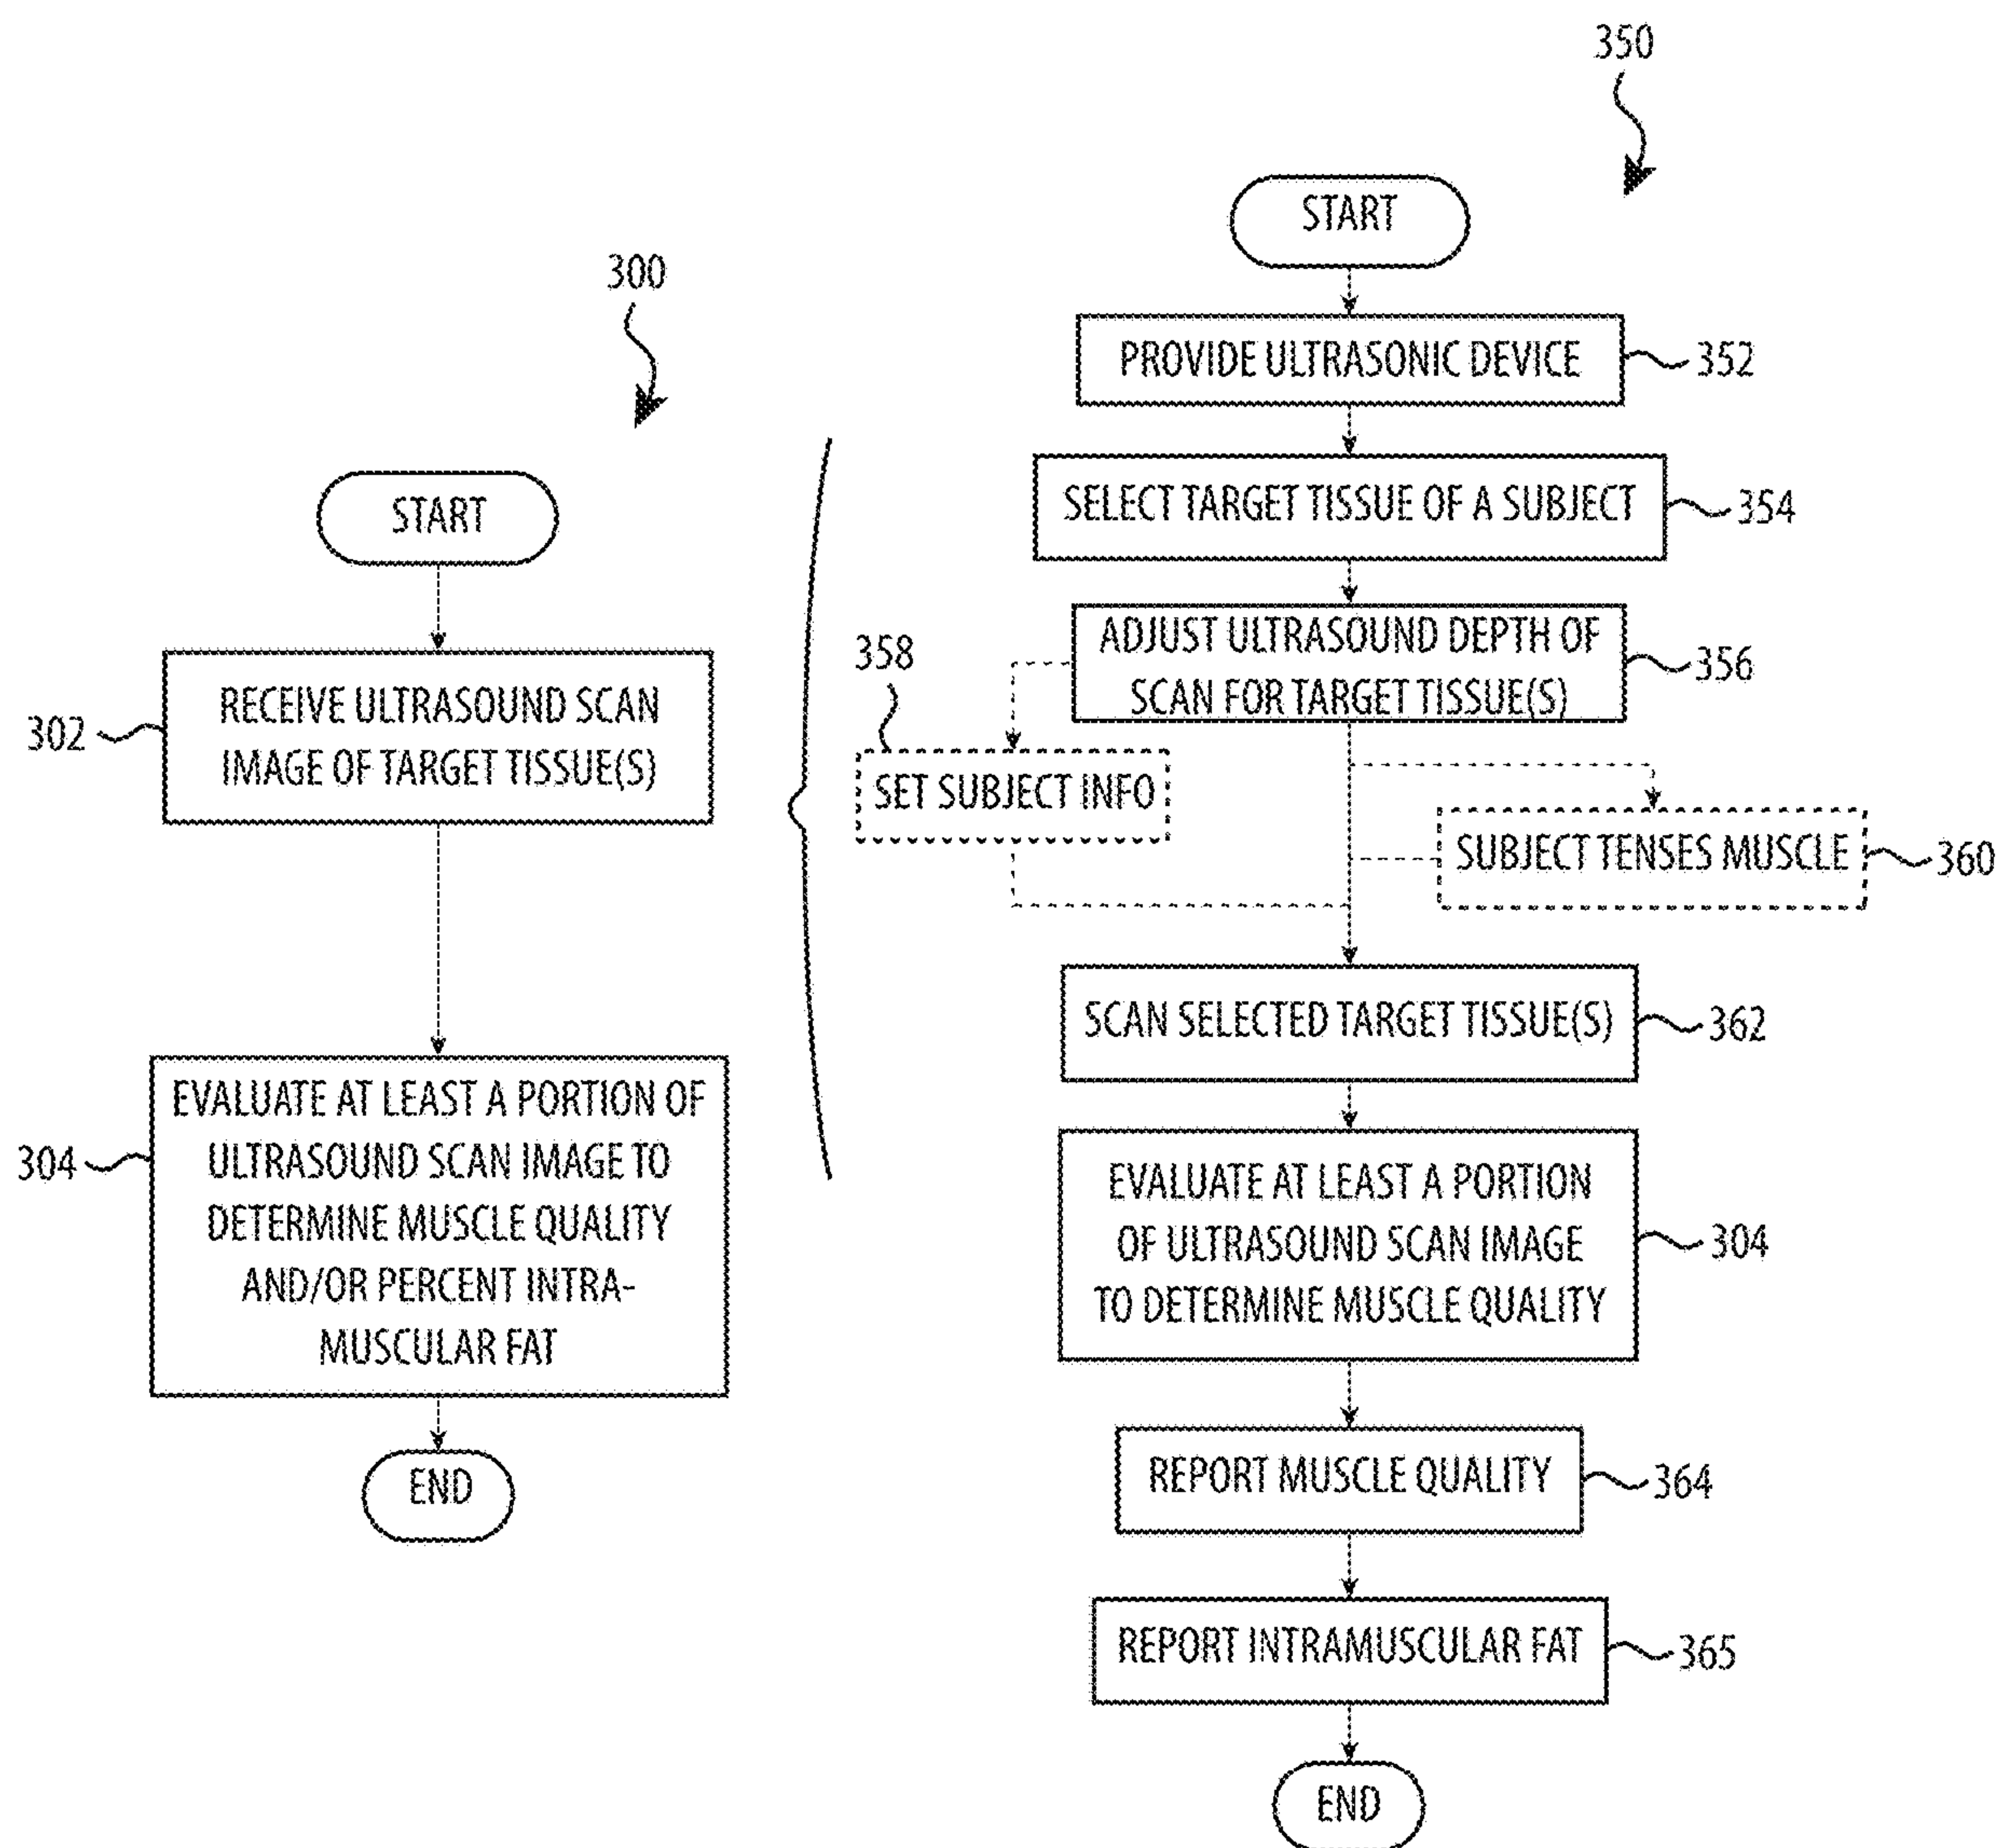 300
START
302
RECEIVE ULTRASOUND SCAN
IMAGE OF TARGET TISSUE(S)
304
EVALUATE AT LEAST A PORTION OF
ULTRASOUND SCAN IMAGE TO
DETERMINE MUSCLE QUALITY
AND/OR PERCENT INTRA-
MUSCULAR FAT
END
350
START
PROVIDE ULTRASONIC DEVICE
352
SELECT TARGET TISSUE OF A SUBJECT
354
ADJUST ULTRASOUND DEPTH OF
SCAN FOR TARGET TISSUE(S)
356
358
SET SUBJECT INFO
SUBJECT TENSES MUSCLE
360
SCAN SELECTED TARGET TISSUE(S)
362
EVALUATE AT LEAST A PORTION
OF ULTRASOUND SCAN IMAGE
TO DETERMINE MUSCLE QUALITY
304
REPORT MUSCLE QUALITY
364
REPORT INTRAMUSCULAR FAT
365
END